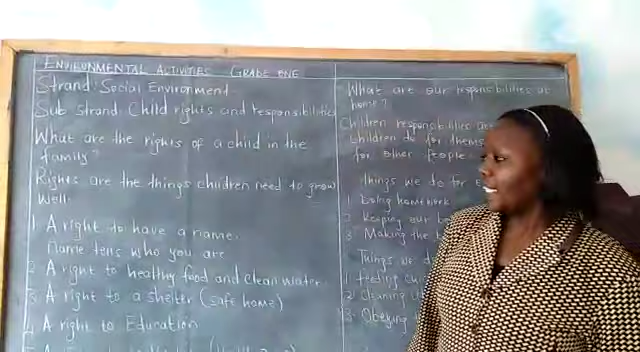 ENVIRONMENTAL ACTIVITIES GRADE ONE
Strand: Social Environment
Sub Strand: Child rights and responsibilities
What are the rights of a child in the
family?
Rights are the things children need to grow
Well.
1 A right to have a name.
Name tells who you are
2 A right to healthy food and clean water.
3 A right to a shelter (safe home)
4 A right to Education
What are our responsibilities at
home?
Children responsibilities are
children do for
for other people.
Things we do for
1 Doing homework
2 Keeping our
3 Making the
Things we
1 feeding
2 Cleaning
3 Obeying